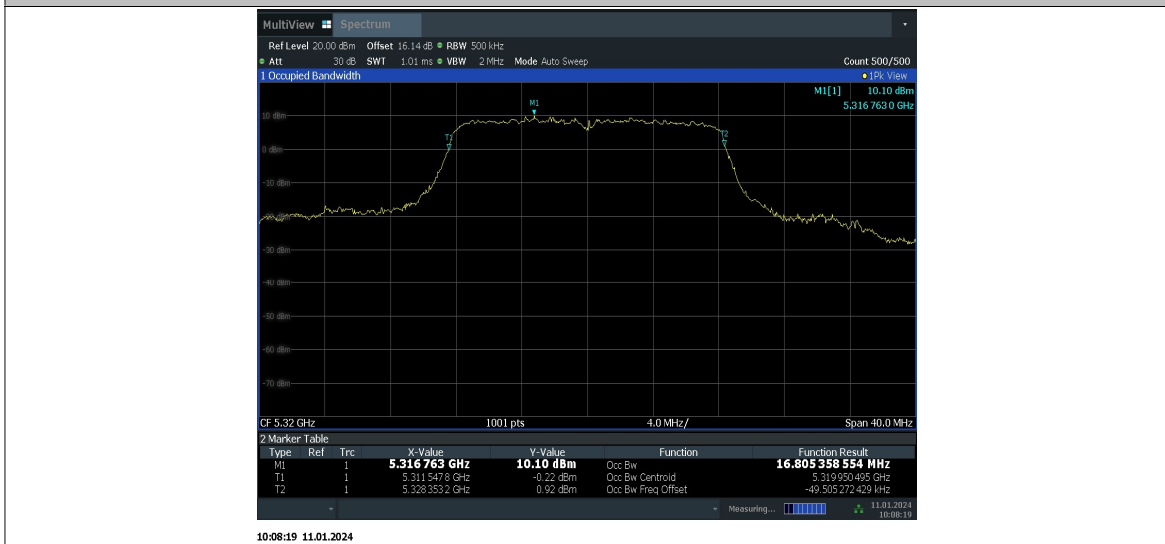 MultiView Spectrum
Ref Level 20.00 dBm Offset 16.14 dB RBW 500 kHz
Att 30 dB SWT 1.01 ms VBW 2 MHz Mode Auto Sweep Count 500/500
1 Occupied Bandwidth 1Pk View
M1[1] 10.10 dBm
5.316 763 0 GHz
M1
10 dBm
T1
T2
0 dBm
-10 dBm
-30 dBm
-40 dBm
-50 dBm
-60 dBm
-70 dBm
CF 5.32 GHz 1001 pts 4.0 MHz/ Span 40.0 MHz
2 Marker Table
Type Ref Trc X-Value Y-Value Function Function Result
M1 1 5.316 763 GHz 10.10 dBm Occ Bw 16.805 358 554 MHz
T1 1 5.311 547 8 GHz -0.22 dBm Occ Bw Centroid 5.319 950 495 GHz
T2 1 5.328 353 2 GHz 0.92 dBm Occ Bw Freq Offset -49.505 272 429 kHz
Measuring... 11.01.2024
10:08:19
10:08:19 11.01.2024